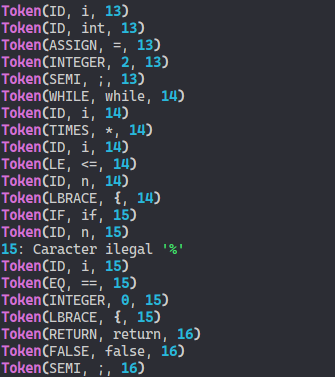 Token(ID, i, 13)
Token(ID, int, 13)
Token(ASSIGN, =, 13)
Token(INTEGER, 2, 13)
Token(SEMI, ;, 13)
Token(WHILE, while, 14)
Token(ID, i, 14)
Token(TIMES, *, 14)
Token(ID, i, 14)
Token(LE, <=, 14)
Token(ID, n, 14)
Token(LBRACE, {, 14)
Token(IF, if, 15)
Token(ID, n, 15)
15: Caracter ilegal '%'
Token(ID, i, 15)
Token(EQ, ==, 15)
Token(INTEGER, 0, 15)
Token(LBRACE, {, 15)
Token(RETURN, return, 16)
Token(FALSE, false, 16)
Token(SEMI, ;, 16)